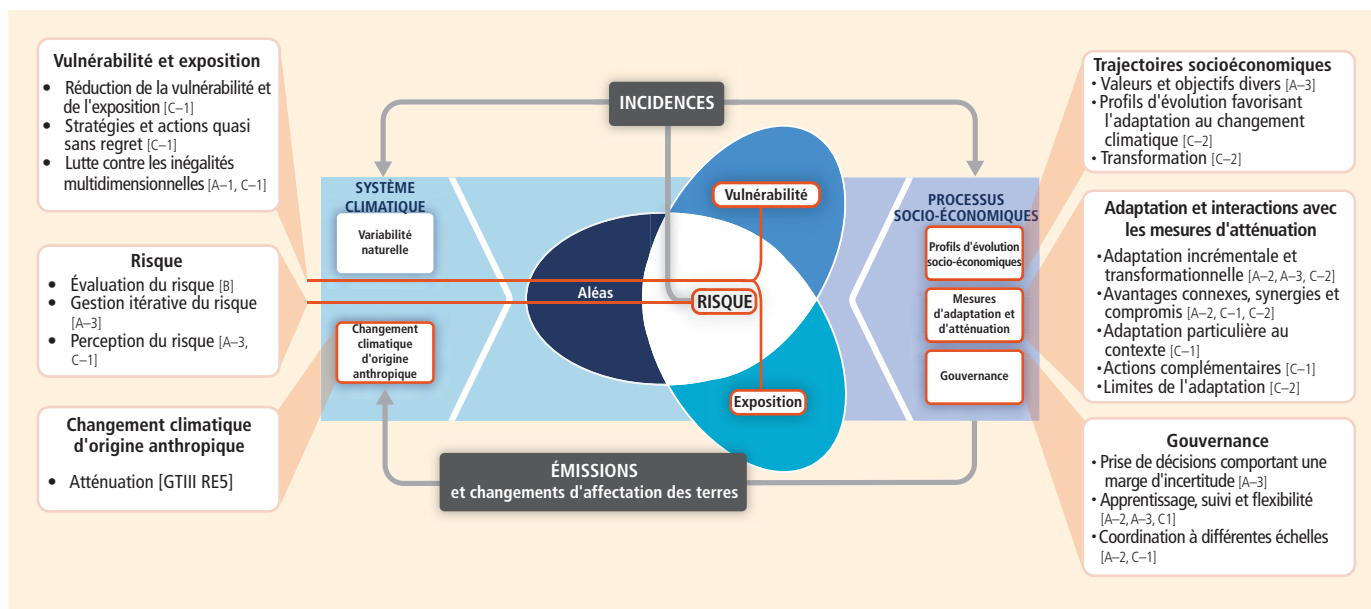 Vulnérabilité et exposition
• Réduction de la vulnérabilité et
de l'exposition [C–1]
• Stratégies et actions quasi
sans regret [C–1]
• Lutte contre les inégalités
multidimensionnelles [A–1, C–1]
Risque
• Évaluation du risque [B]
• Gestion itérative du risque
[A–3]
• Perception du risque [A–3,
C–1]
Changement climatique
d'origine anthropique
• Atténuation [GTIII RE5]
INCIDENCES
SYSTÈME
CLIMATIQUE
Variabilité
naturelle
Changement
climatique
d'origine
anthropique
Vulnérabilité
Aléas
RISQUE
Exposition
PROCESSUS
SOCIO-ÉCONOMIQUES
Profils d'évolution
socio-économiques
Mesures
d'adaptation et
d'atténuation
Gouvernance
ÉMISSIONS
et changements d'affectation des terres
Trajectoires socioéconomiques
• Valeurs et objectifs divers [A–3]
• Profils d'évolution favorisant
l'adaptation au changement
climatique [C–2]
• Transformation [C–2]
Adaptation et interactions avec
les mesures d'atténuation
• Adaptation incrémentale et
transformationnelle [A–2, A–3, C–2]
• Avantages connexes, synergies et
compromis [A–2, C–1, C–2]
• Adaptation particulière au
contexte [C–1]
• Actions complémentaires [C–1]
• Limites de l'adaptation [C–2]
Gouvernance
• Prise de décisions comportant une
marge d'incertitude [A–3]
• Apprentissage, suivi et flexibilité
[A–2, A–3, C1]
• Coordination à différentes échelles
[A–2, C–1]